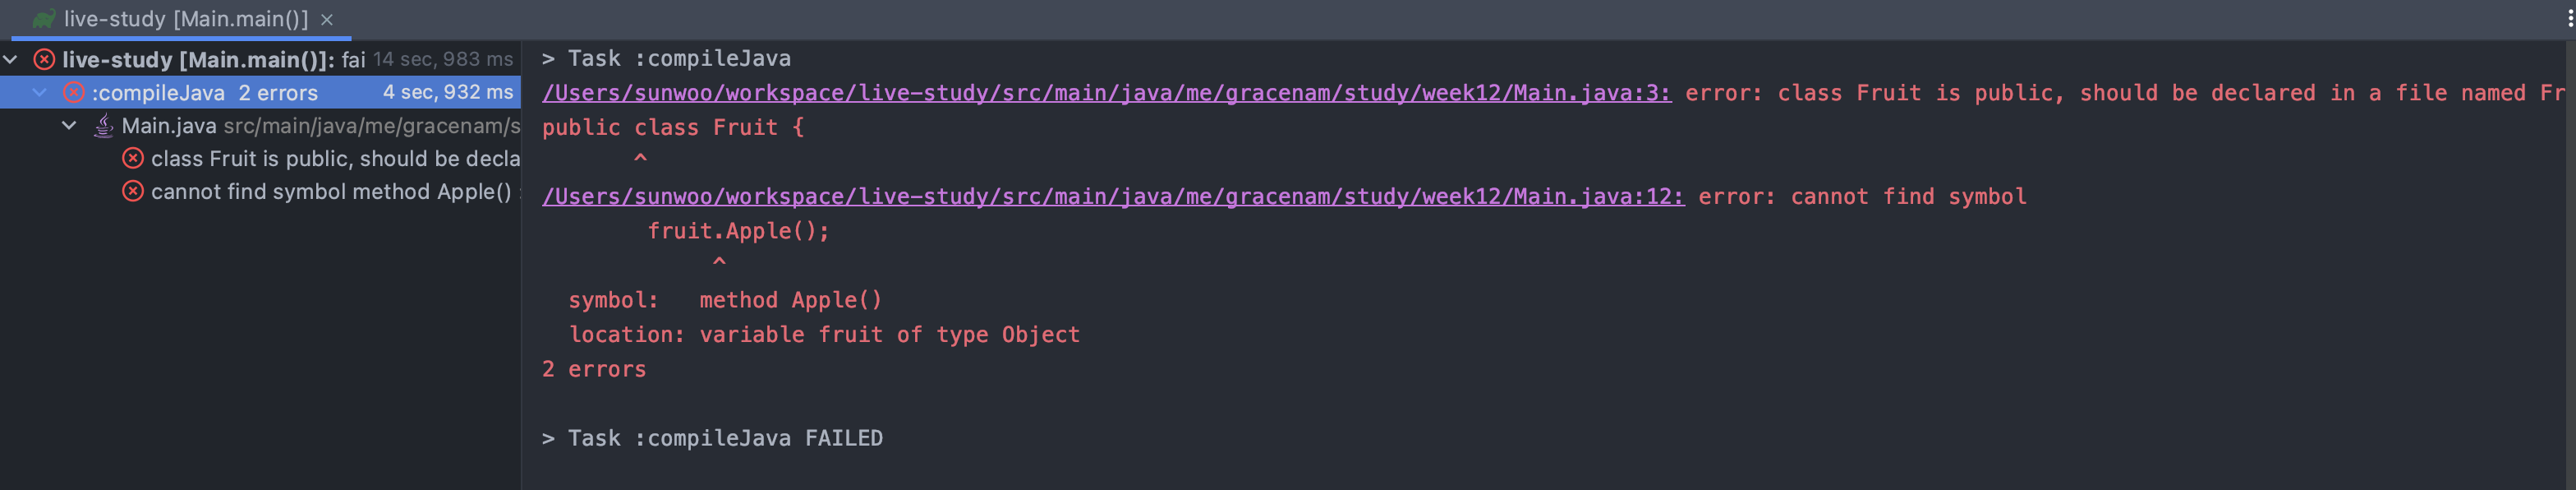 live-study [Main.main()]
live-study [Main.main()]: fai 14 sec, 983 ms
:compileJava 2 errors 4 sec, 932 ms
Main.java src/main/java/me/gracenam/s
class Fruit is public, should be decla
cannot find symbol method Apple()
> Task :compileJava
/Users/sunwoo/workspace/live-study/src/main/java/me/gracenam/study/week12/Main.java:3: error: class Fruit is public, should be declared in a file named Fr
public class Fruit {
^
/Users/sunwoo/workspace/live-study/src/main/java/me/gracenam/study/week12/Main.java:12: error: cannot find symbol
fruit.Apple();
^
symbol: method Apple()
location: variable fruit of type Object
2 errors
> Task :compileJava FAILED